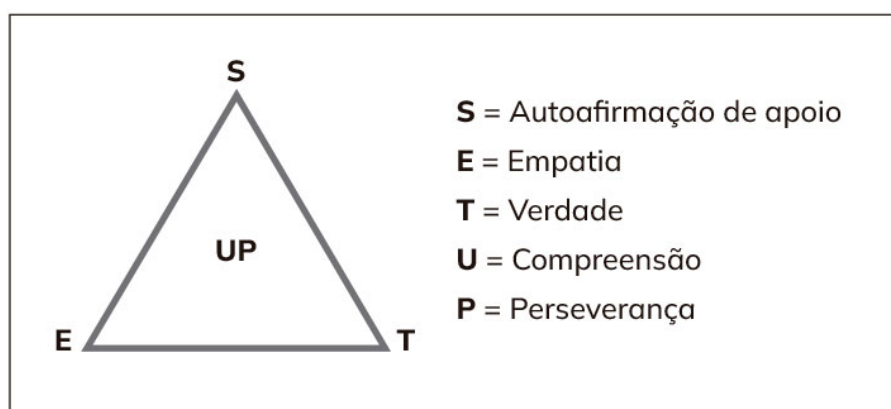 S
UP
E
T
S = Autoafirmação de apoio
E = Empatia
T = Verdade
U = Compreensão
P = Perseverança